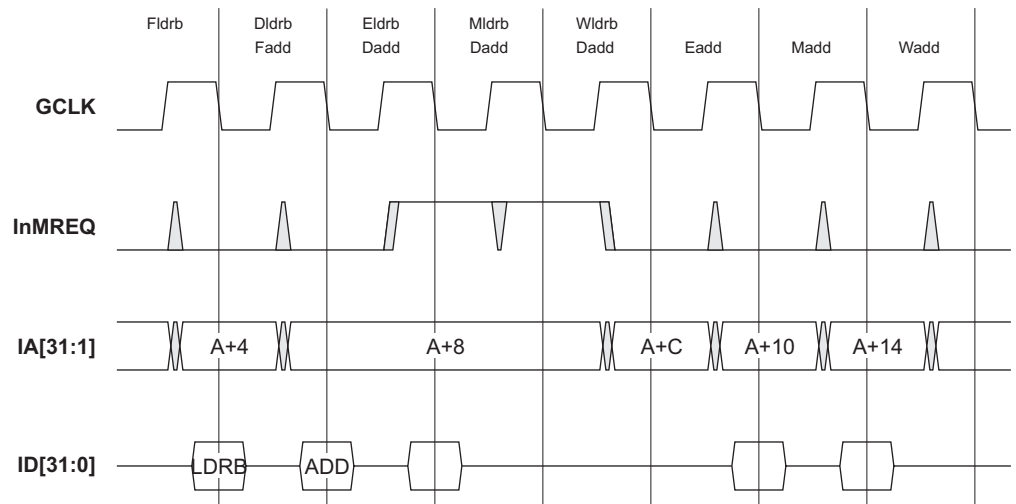 Fldrb Dldrb Eldrb Mldrb Wldrb
Fadd Dadd Dadd Dadd Eadd Madd Wadd
GCLK
InMREQ
IA[31:1] A+4 A+8 A+C A+10 A+14
ID[31:0] LDRB ADD